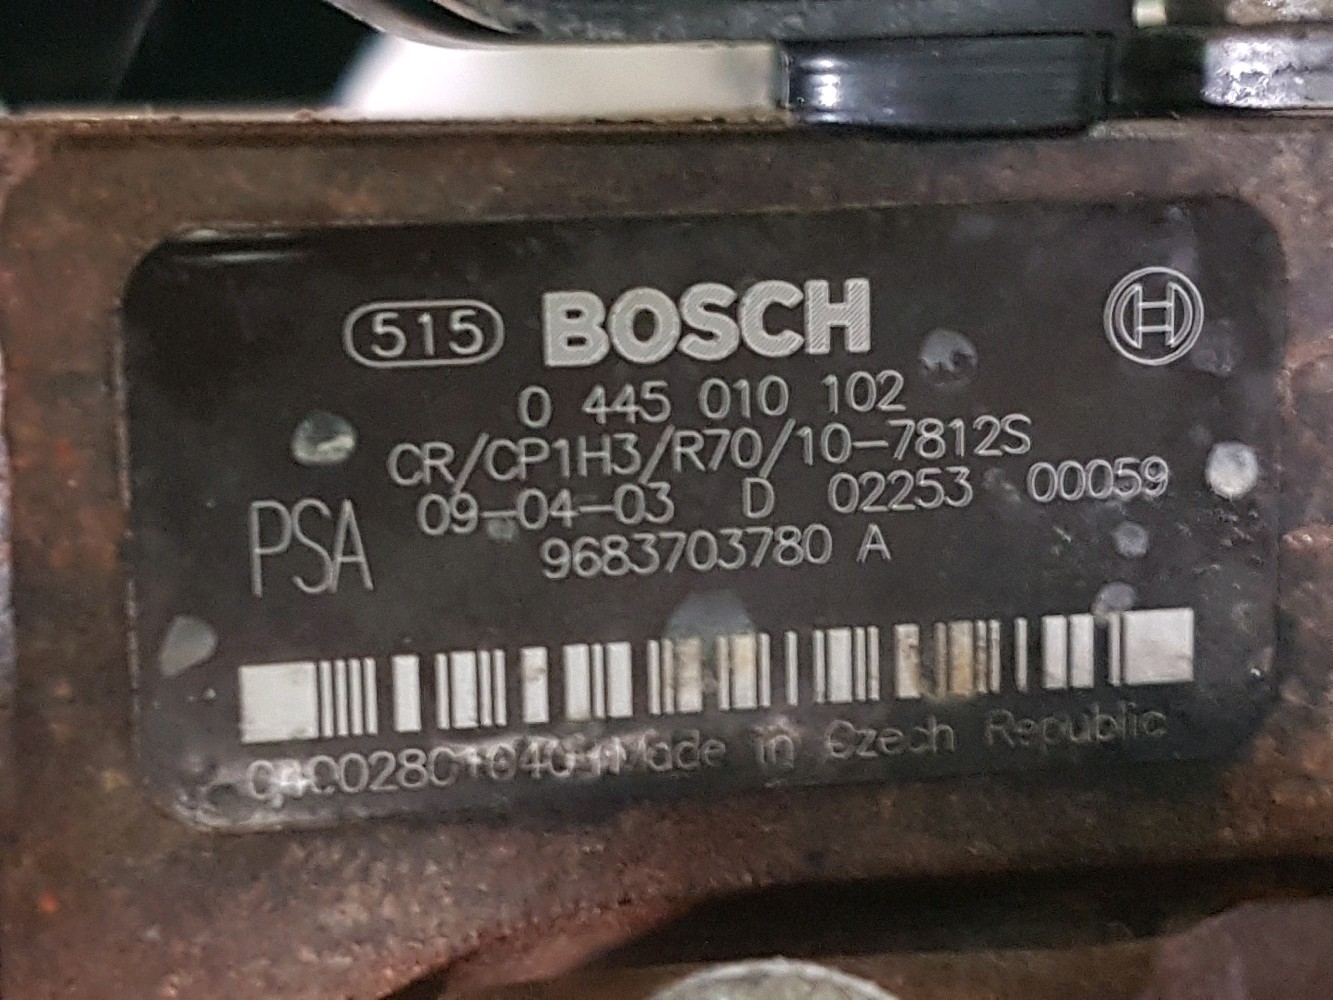 515 BOSCH
0 445 010 102
CR/CP1H3/R70/10-7812S
09-04-03 D 02253 00059
PSA
9683703780 A
Made in Czech Republic